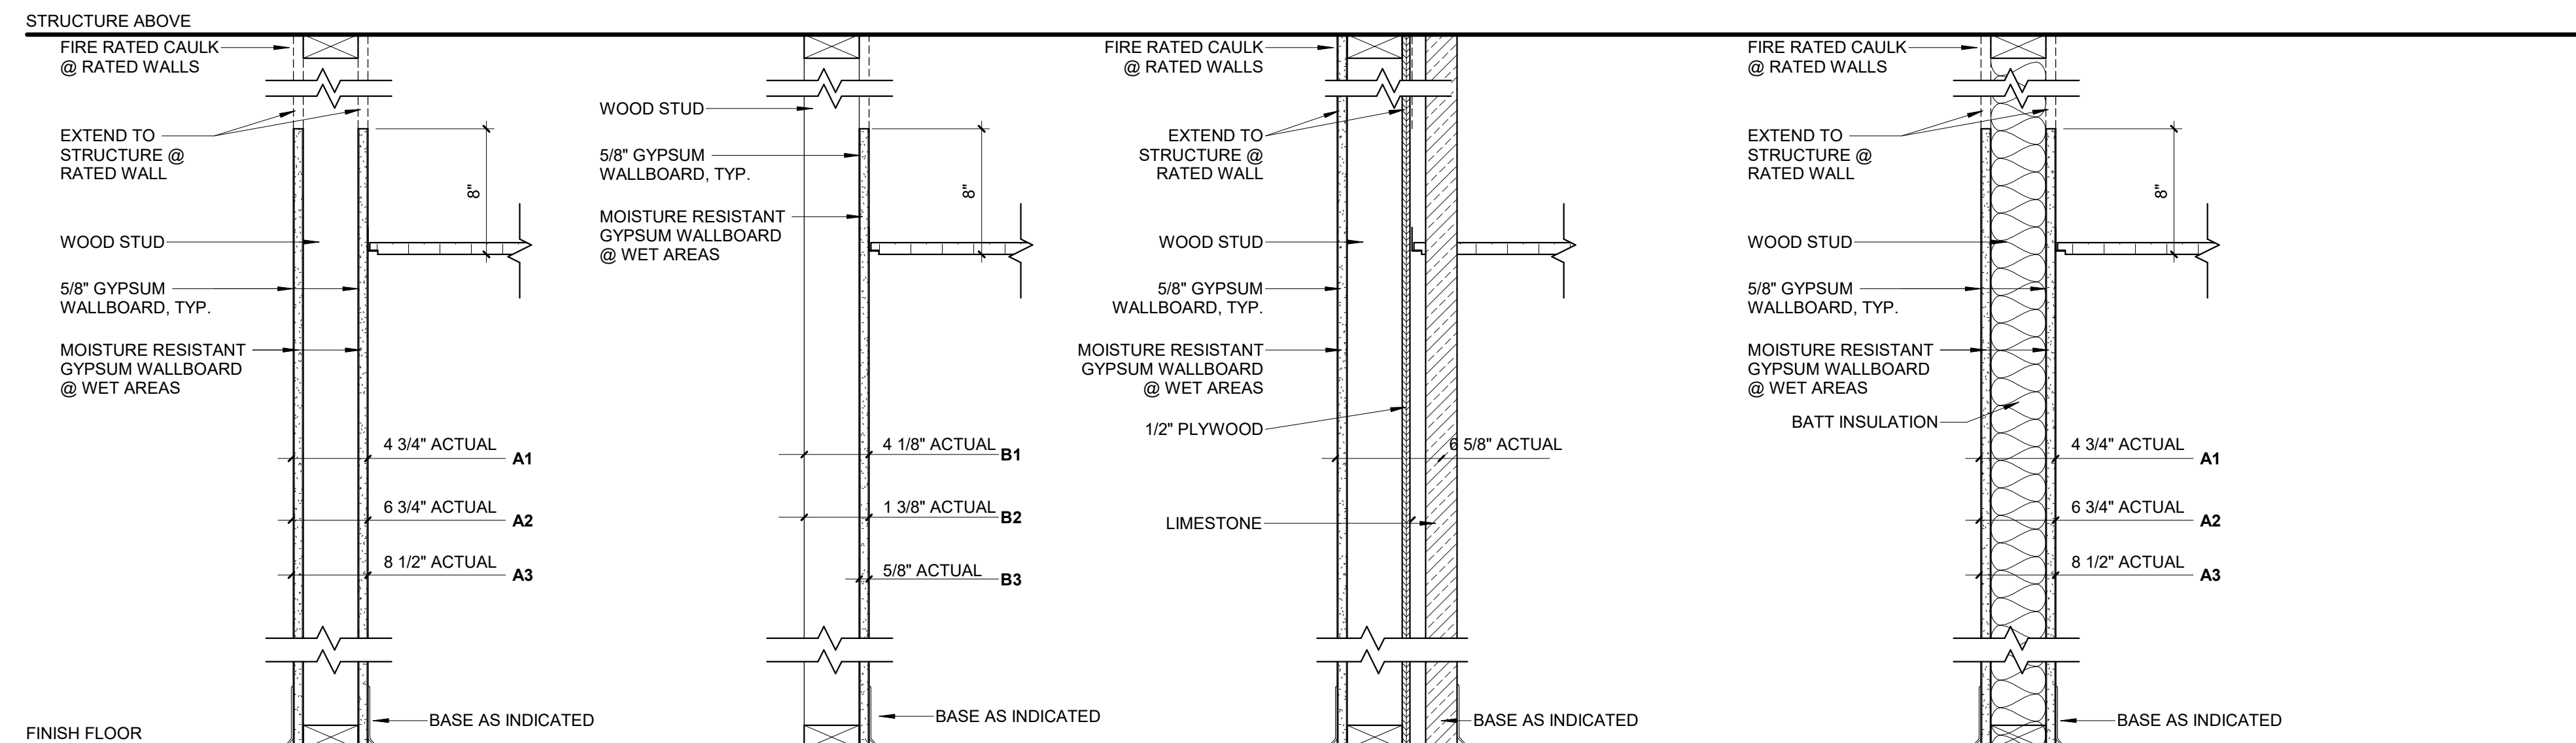 STRUCTURE ABOVE
FIRE RATED CAULK
@ RATED WALLS
EXTEND TO
STRUCTURE @
RATED WALL
8"
WOOD STUD
5/8" GYPSUM
WALLBOARD, TYP.
MOISTURE RESISTANT
GYPSUM WALLBOARD
@ WET AREAS
4 3/4" ACTUAL A1
6 3/4" ACTUAL A2
8 1/2" ACTUAL A3
BASE AS INDICATED
FINISH FLOOR
WOOD STUD
5/8" GYPSUM
WALLBOARD, TYP.
8"
MOISTURE RESISTANT
GYPSUM WALLBOARD
@ WET AREAS
4 1/8" ACTUAL B1
1 3/8" ACTUAL B2
5/8" ACTUAL B3
BASE AS INDICATED
FIRE RATED CAULK
@ RATED WALLS
EXTEND TO
STRUCTURE @
RATED WALL
WOOD STUD
5/8" GYPSUM
WALLBOARD, TYP.
MOISTURE RESISTANT
GYPSUM WALLBOARD
@ WET AREAS
1/2" PLYWOOD
6 5/8" ACTUAL
LIMESTONE
BASE AS INDICATED
FIRE RATED CAULK
@ RATED WALLS
EXTEND TO
STRUCTURE @
RATED WALL
8"
WOOD STUD
5/8" GYPSUM
WALLBOARD, TYP.
MOISTURE RESISTANT
GYPSUM WALLBOARD
@ WET AREAS
BATT INSULATION
4 3/4" ACTUAL A1
6 3/4" ACTUAL A2
8 1/2" ACTUAL A3
BASE AS INDICATED